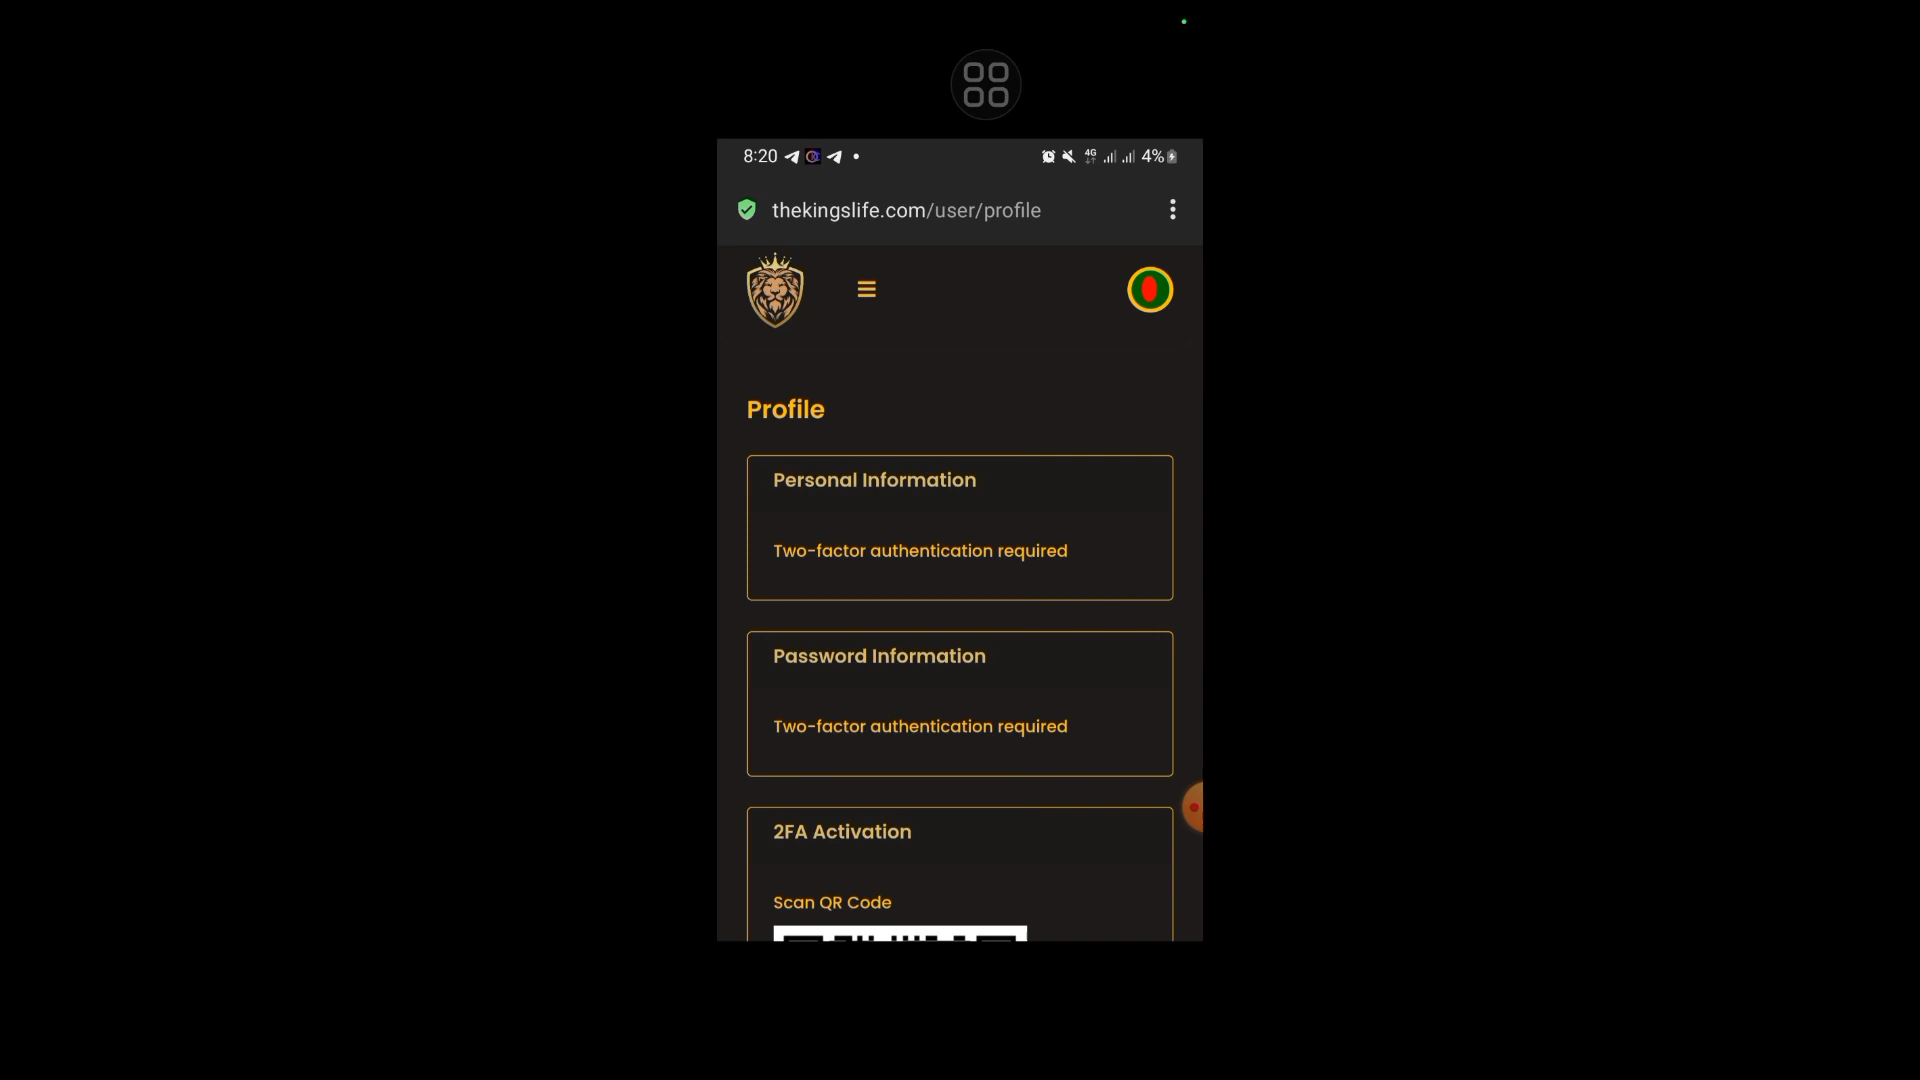 8:20 4G 4%
thekingslife.com/user/profile
Profile
Personal Information
Two-factor authentication required
Password Information
Two-factor authentication required
2FA Activation
Scan QR Code